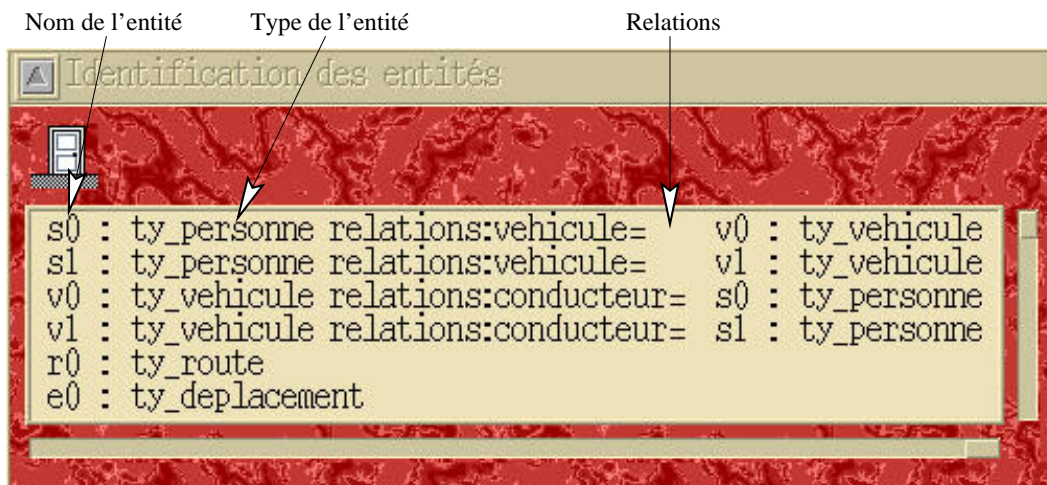 Nom de l'entité Type de l'entité Relations
Identification des entités
s0 : ty_personne relations:vehicule= v0 : ty_vehicule
s1 : ty_personne relations:vehicule= v1 : ty_vehicule
v0 : ty_vehicule relations:conducteur= s0 : ty_personne
v1 : ty_vehicule relations:conducteur= s1 : ty_personne
r0 : ty_route
e0 : ty_deplacement